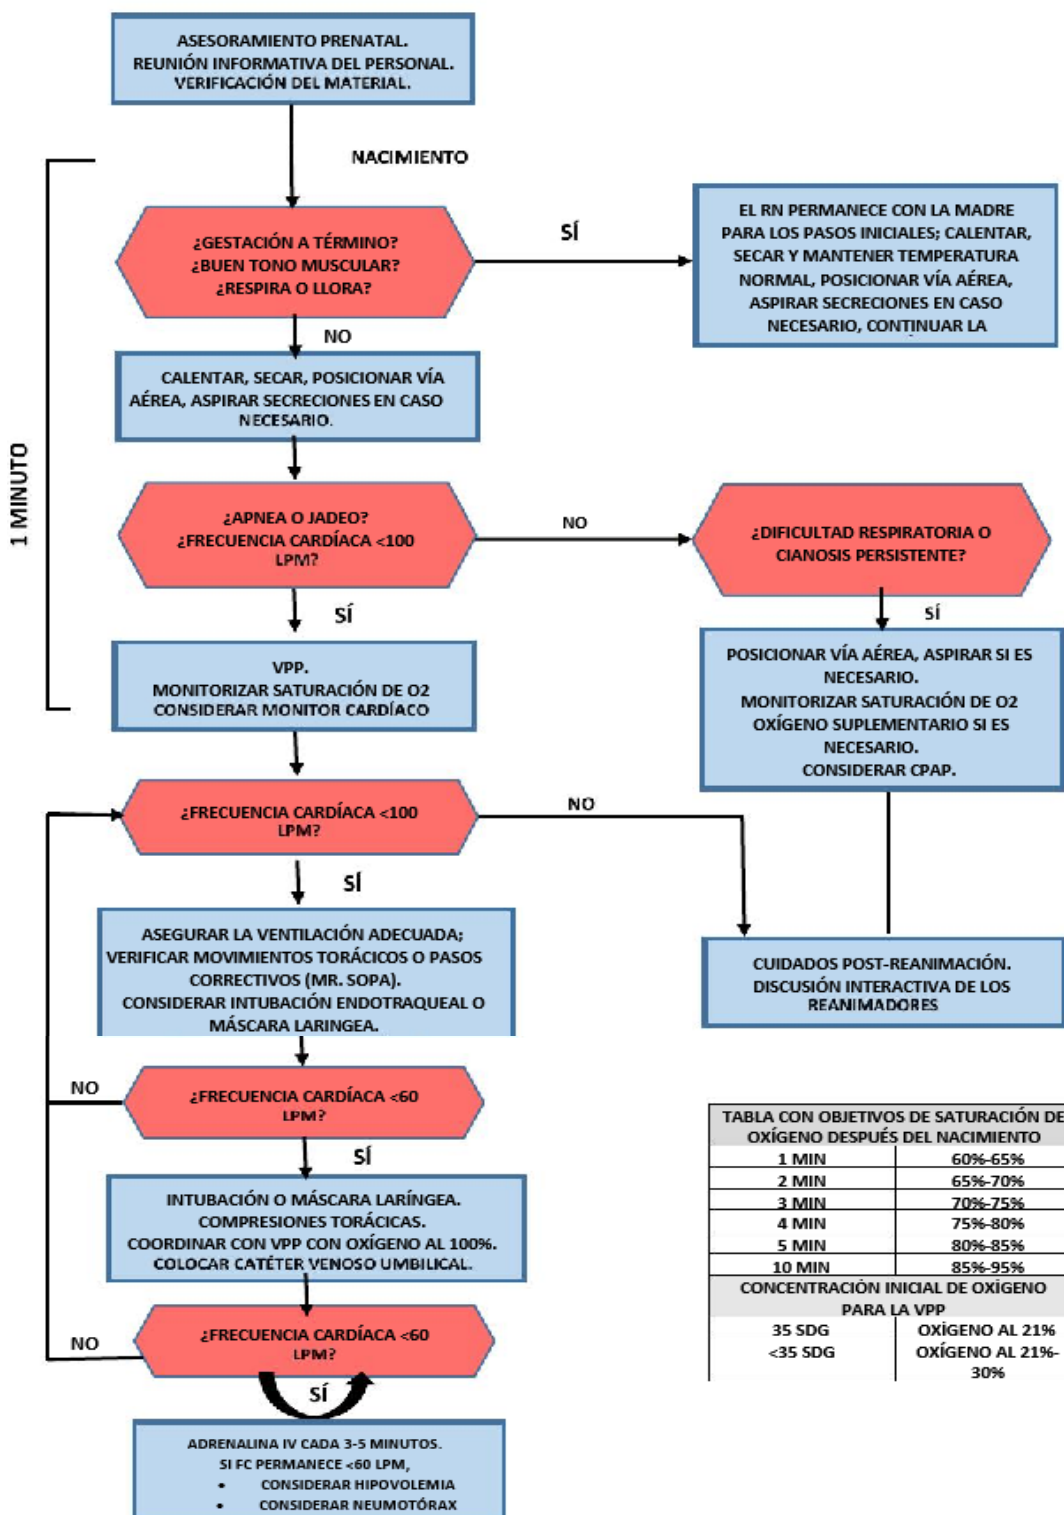 ASESORAMIENTO PRENATAL.
REUNIÓN INFORMATIVA DEL PERSONAL.
VERIFICACIÓN DEL MATERIAL.
NACIMIENTO
1 MINUTO
¿GESTACIÓN A TÉRMINO?
¿BUEN TONO MUSCULAR?
¿RESPIRA O LLORA?
SÍ
EL RN PERMANECE CON LA MADRE
PARA LOS PASOS INICIALES; CALENTAR,
SECAR Y MANTENER TEMPERATURA
NORMAL, POSICIONAR VÍA AÉREA,
ASPIRAR SECRECIONES EN CASO
NECESARIO, CONTINUAR LA
NO
CALENTAR, SECAR, POSICIONAR VÍA
AÉREA, ASPIRAR SECRECIONES EN CASO
NECESARIO.
¿APNEA O JADEO?
¿FRECUENCIA CARDÍACA <100
LPM?
NO
¿DIFICULTAD RESPIRATORIA O
CIANOSIS PERSISTENTE?
SÍ
SÍ
VPP.
MONITORIZAR SATURACIÓN DE O2
CONSIDERAR MONITOR CARDÍACO
POSICIONAR VÍA AÉREA, ASPIRAR SI ES
NECESARIO.
MONITORIZAR SATURACIÓN DE O2
OXÍGENO SUPLEMENTARIO SI ES
NECESARIO.
CONSIDERAR CPAP.
¿FRECUENCIA CARDÍACA <100
LPM?
NO
SÍ
ASEGURAR LA VENTILACIÓN ADECUADA;
VERIFICAR MOVIMIENTOS TORÁCICOS O PASOS
CORRECTIVOS (MR. SOPA).
CONSIDERAR INTUBACIÓN ENDOTRAQUEAL O
MÁSCARA LARINGEA.
CUIDADOS POST-REANIMACIÓN.
DISCUSIÓN INTERACTIVA DE LOS
REANIMADORES
NO
¿FRECUENCIA CARDÍACA <60
LPM?
SÍ
INTUBACIÓN O MÁSCARA LARÍNGEA.
COMPRESIONES TORÁCICAS.
COORDINAR CON VPP CON OXÍGENO AL 100%.
COLOCAR CATÉTER VENOSO UMBILICAL.
NO
¿FRECUENCIA CARDÍACA <60
LPM?
SÍ
ADRENALINA IV CADA 3-5 MINUTOS.
SI FC PERMANECE <60 LPM,
• CONSIDERAR HIPOVOLEMIA
• CONSIDERAR NEUMOTÓRAX
TABLA CON OBJETIVOS DE SATURACIÓN DE
OXÍGENO DESPUÉS DEL NACIMIENTO
1 MIN 60%-65%
2 MIN 65%-70%
3 MIN 70%-75%
4 MIN 75%-80%
5 MIN 80%-85%
10 MIN 85%-95%
CONCENTRACIÓN INICIAL DE OXÍGENO
PARA LA VPP
35 SDG OXÍGENO AL 21%
<35 SDG OXÍGENO AL 21%-
30%